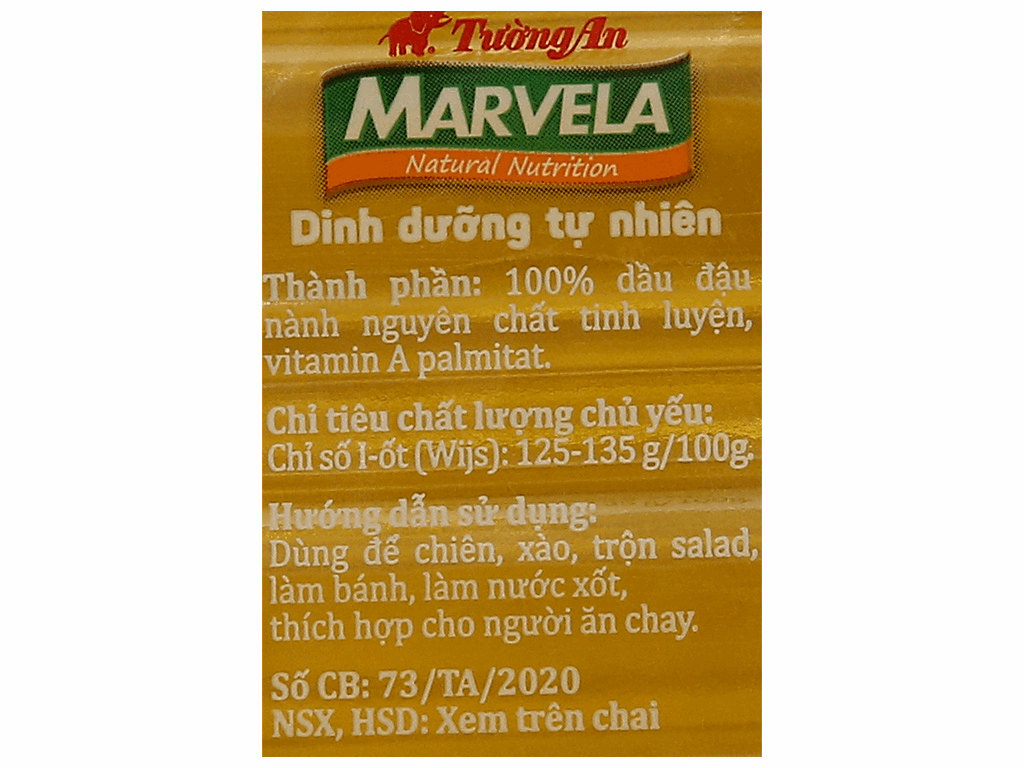 Tường An
MARVELA
Natural Nutrition
Dinh dưỡng tự nhiên
Thành phần: 100% dầu đậu
nành nguyên chất tinh luyện,
vitamin A palmitat.
Chỉ tiêu chất lượng chủ yếu:
Chỉ số I-ốt (Wijs): 125-135 g/100g.
Hướng dẫn sử dụng:
Dùng để chiên, xào, trộn salad,
làm bánh, làm nước xốt,
thích hợp cho người ăn chay.
Số CB: 73/TA/2020
NSX, HSD: Xem trên chai